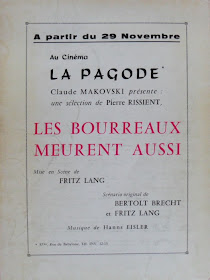 A partir du 29 Novembre
Au Cinéma
LA PAGODE
Claude MAKOVSKI présente :
une sélection de Pierre RISSIENT,
LES BOURREAUX
MEURENT AUSSI
Mise en Scène de
FRITZ LANG
Scénario original de
BERTOLT BRECHT
et FRITZ LANG
Musique de Hanns EISLER